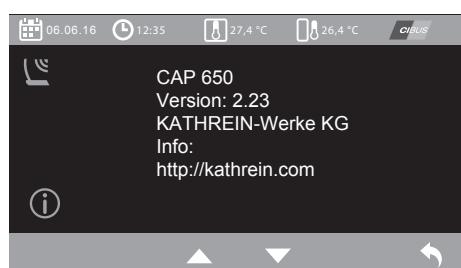 06.06.16 12:35 27,4 °C 26,4 °C CIBUS
CAP 650
Version: 2.23
KATHREIN-Werke KG
Info:
http://kathrein.com